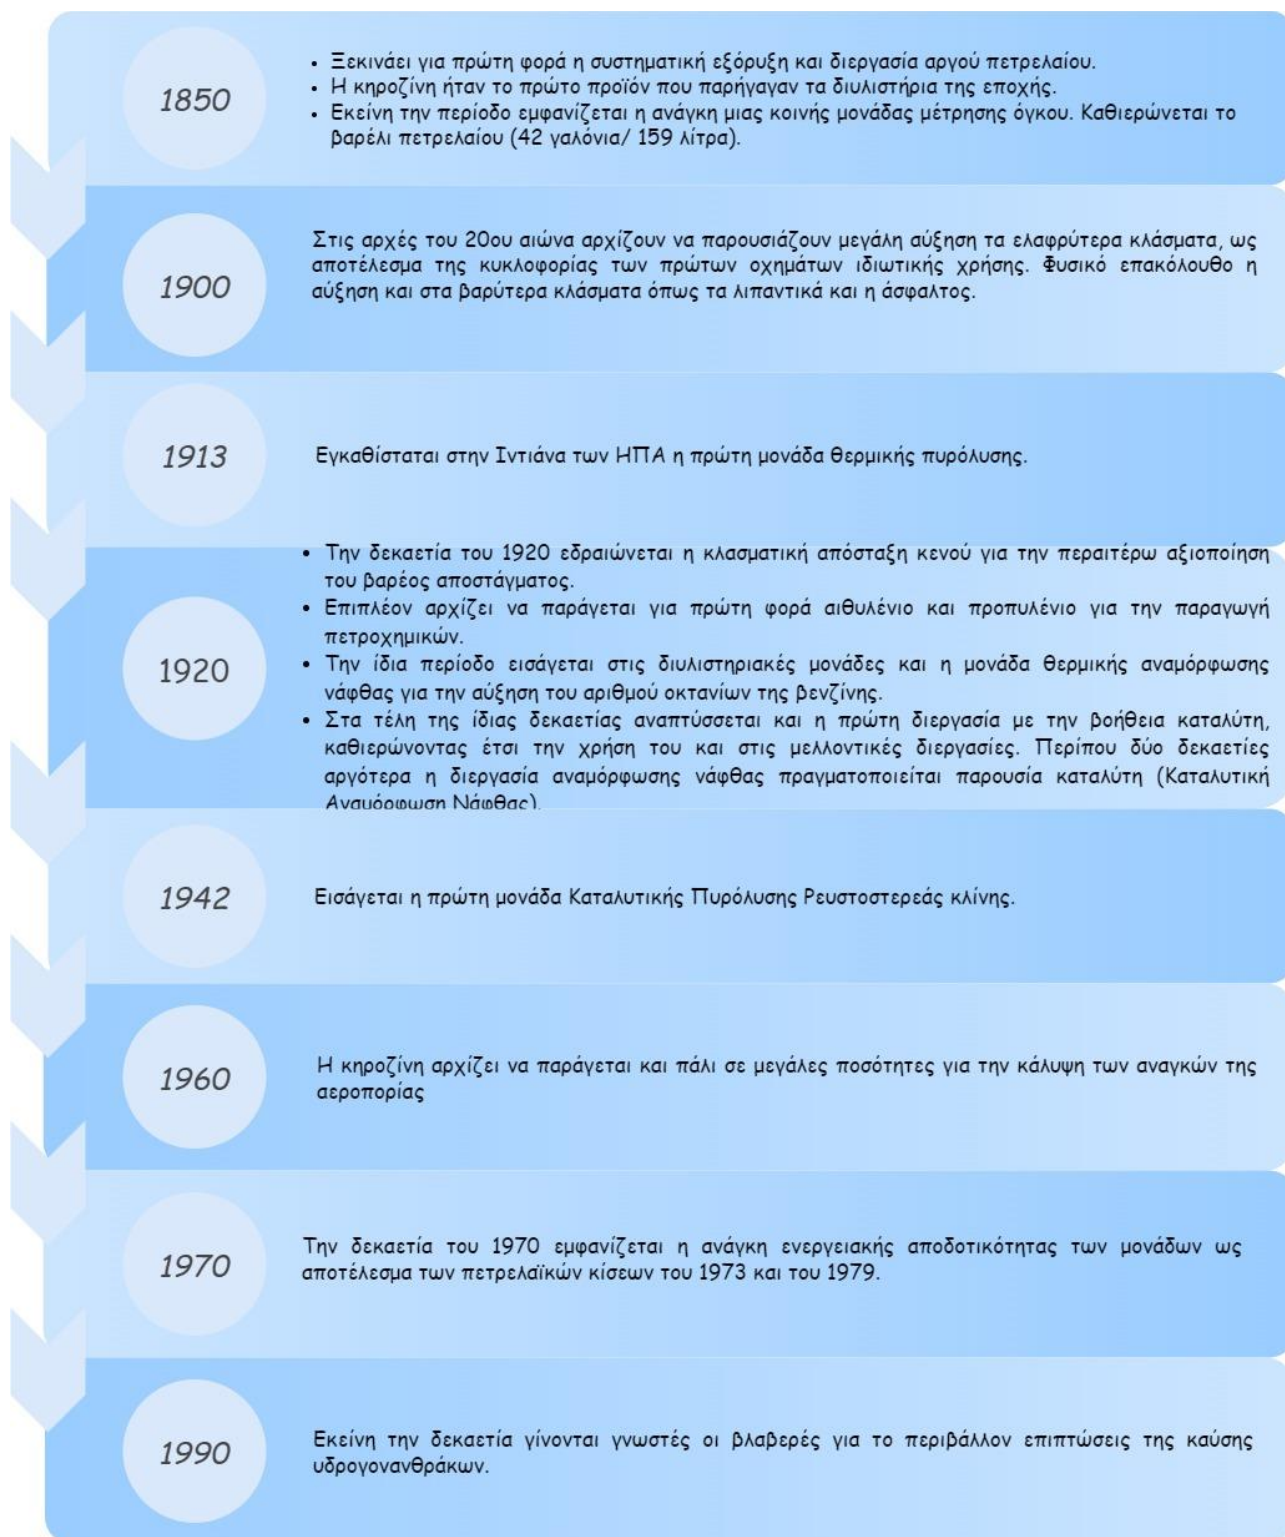 1850
• Ξεκινάει για πρώτη φορά η συστηματική εξόρυξη και διεργασία αργού πετρελαίου.
• Η κηροζίνη ήταν το πρώτο προϊόν που παρήγαγαν τα διυλιστήρια της εποχής.
• Εκείνη την περίοδο εμφανίζεται η ανάγκη μιας κοινής μονάδας μέτρησης όγκου. Καθιερώνεται το
βαρέλι πετρελαίου (42 γαλόνια/ 159 λίτρα).
1900
Στις αρχές του 20ου αιώνα αρχίζουν να παρουσιάζουν μεγάλη αύξηση τα ελαφρύτερα κλάσματα, ως
αποτέλεσμα της κυκλοφορίας των πρώτων οχημάτων ιδιωτικής χρήσης. Φυσικό επακόλουθο η
αύξηση και στα βαρύτερα κλάσματα όπως τα λιπαντικά και η άσφαλτος.
1913
Εγκαθίσταται στην Ιντιάνα των ΗΠΑ η πρώτη μονάδα θερμικής πυρόλυσης.
1920
• Την δεκαετία του 1920 εδραιώνεται η κλασματική απόσταξη κενού για την περαιτέρω αξιοποίηση
του βαρέος αποστάγματος.
• Επιπλέον αρχίζει να παράγεται για πρώτη φορά αιθυλένιο και προπυλένιο για την παραγωγή
πετροχημικών.
• Την ίδια περίοδο εισάγεται στις διυλιστηριακές μονάδες και η μονάδα θερμικής αναμόρφωσης
νάφθας για την αύξηση του αριθμού οκτανίων της βενζίνης.
• Στα τέλη της ίδιας δεκαετίας αναπτύσσεται και η πρώτη διεργασία με την βοήθεια καταλύτη,
καθιερώνοντας έτσι την χρήση του και στις μελλοντικές διεργασίες. Περίπου δύο δεκαετίες
αργότερα η διεργασία αναμόρφωσης νάφθας πραγματοποιείται παρουσία καταλύτη (Καταλυτική
Αναμόρφωση Νάφθας).
1942
Εισάγεται η πρώτη μονάδα Καταλυτικής Πυρόλυσης Ρευστοστερεάς κλίνης.
1960
Η κηροζίνη αρχίζει να παράγεται και πάλι σε μεγάλες ποσότητες για την κάλυψη των αναγκών της
αεροπορίας
1970
Την δεκαετία του 1970 εμφανίζεται η ανάγκη ενεργειακής αποδοτικότητας των μονάδων ως
αποτέλεσμα των πετρελαϊκών κίσεων του 1973 και του 1979.
1990
Εκείνη την δεκαετία γίνονται γνωστές οι βλαβερές για το περιβάλλον επιπτώσεις της καύσης
υδρογονανθράκων.